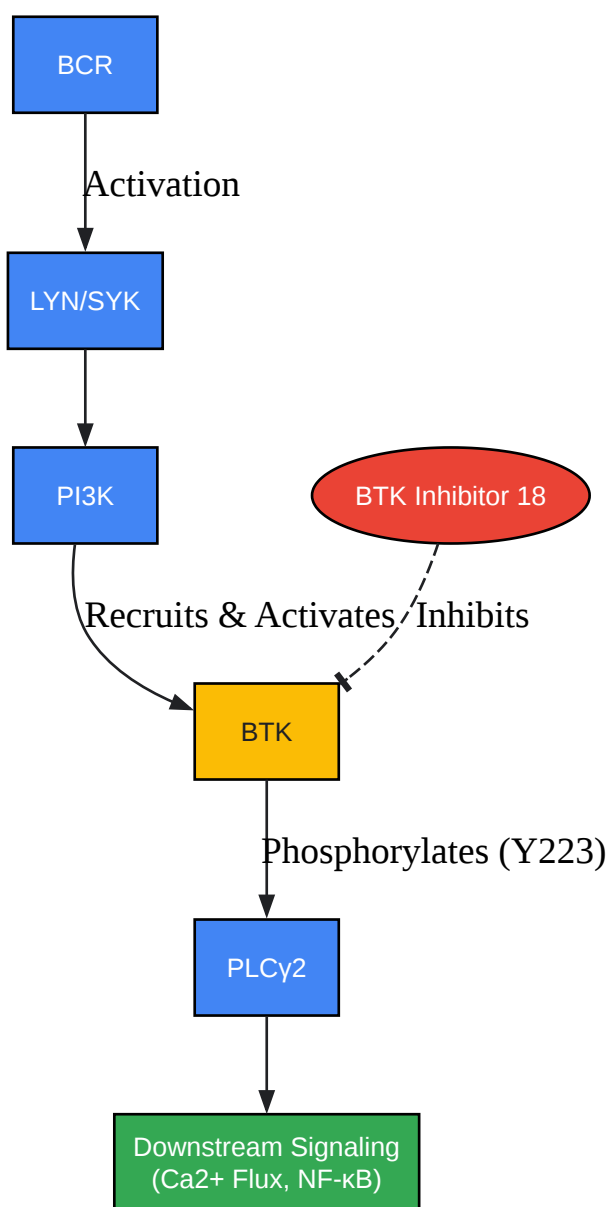 BCR
Activation
LYN/SYK
PI3K
BTK Inhibitor 18
Recruits & Activates
Inhibits
BTK
Phosphorylates (Y223)
PLCγ2
Downstream Signaling
(Ca2+ Flux, NF-κB)